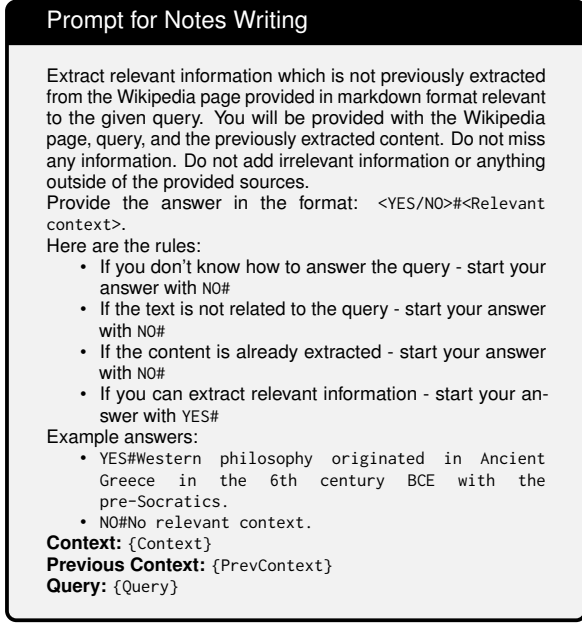 Prompt for Notes Writing
Extract relevant information which is not previously extracted
from the Wikipedia page provided in markdown format relevant
to the given query. You will be provided with the Wikipedia
page, query, and the previously extracted content. Do not miss
any information. Do not add irrelevant information or anything
outside of the provided sources.
Provide the answer in the format: <YES/NO>#<Relevant
context>.
Here are the rules:
• If you don't know how to answer the query - start your
answer with NO#
• If the text is not related to the query - start your answer
with NO#
• If the content is already extracted - start your answer
with NO#
• If you can extract relevant information - start your an-
swer with YES#
Example answers:
• YES#Western philosophy originated in Ancient
Greece in the 6th century BCE with the
pre-Socratics.
• NO#No relevant context.
Context: {Context}
Previous Context: {PrevContext}
Query: {Query}